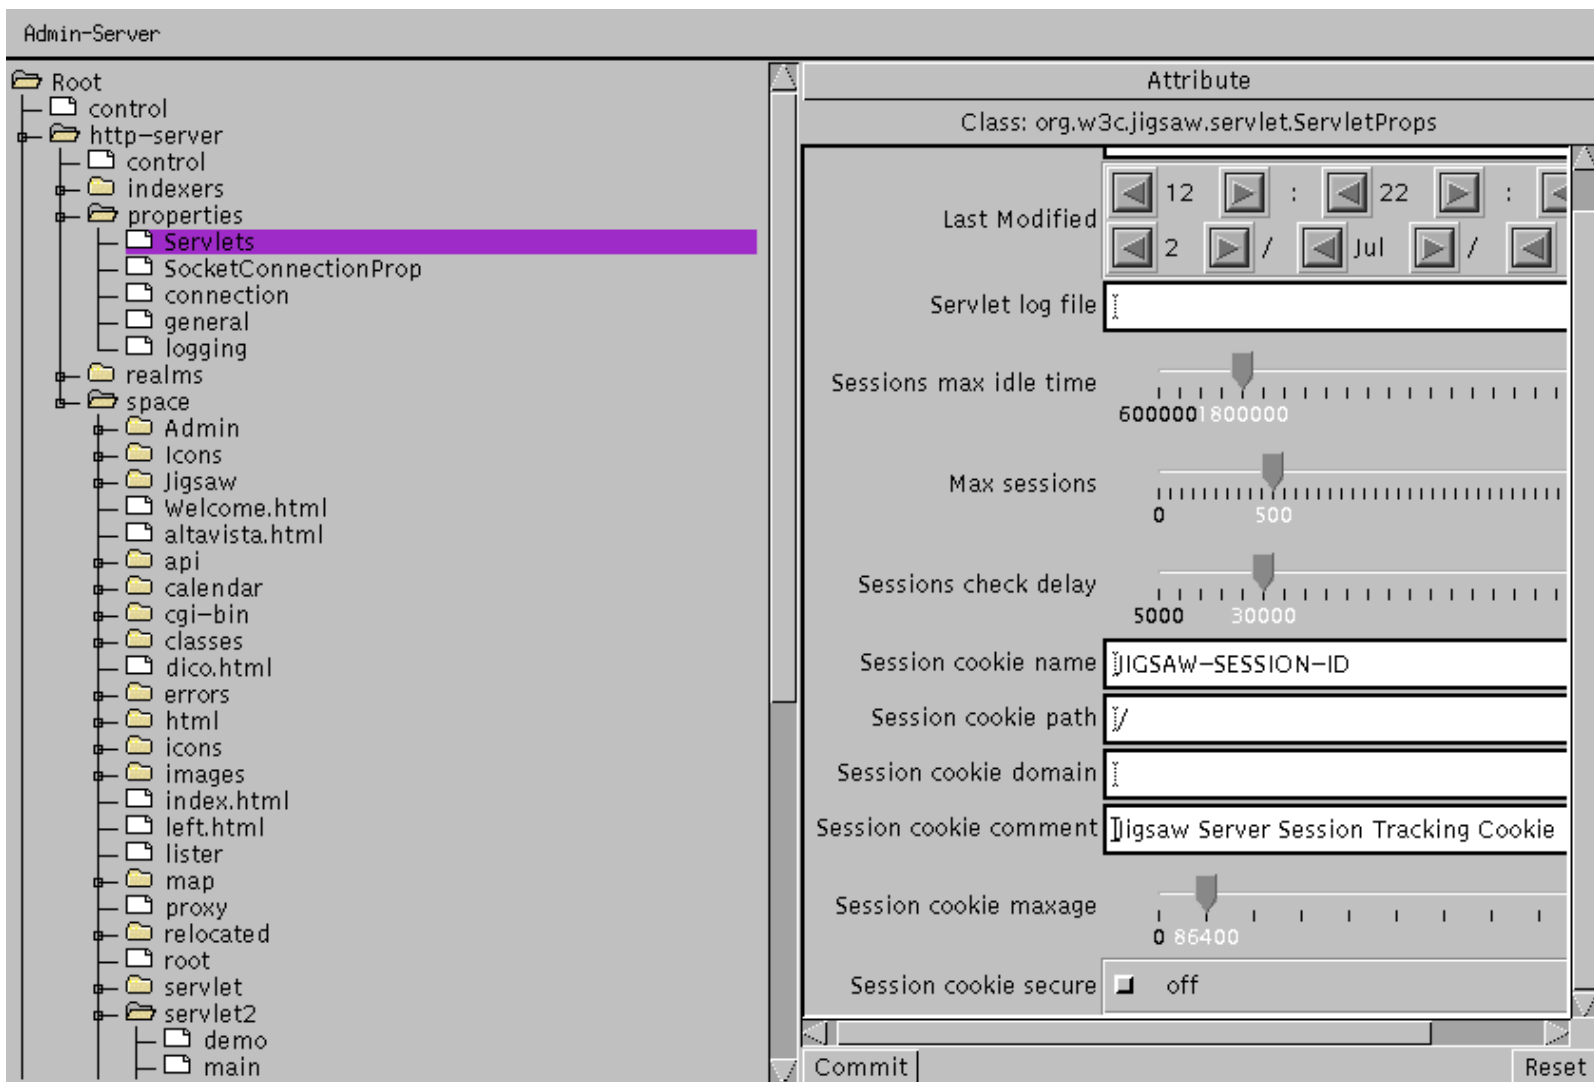 Admin-Server
Root
control
http-server
control
indexers
properties
Servlets
SocketConnectionProp
connection
general
logging
realms
space
Admin
Icons
Jigsaw
Welcome.html
altavista.html
api
calendar
cgi-bin
classes
dico.html
errors
html
icons
images
index.html
left.html
lister
map
proxy
relocated
root
servlet
servlet2
demo
main
Attribute
Class: org.w3c.jigsaw.servlet.ServletProps
Last Modified
12 : 22 :
2 / Jul /
Servlet log file
Sessions max idle time
600000 1800000
Max sessions
0 500
Sessions check delay
5000 30000
Session cookie name JIGSAW-SESSION-ID
Session cookie path /
Session cookie domain
Session cookie comment Jigsaw Server Session Tracking Cookie
Session cookie maxage
0 86400
Session cookie secure off
Commit Reset